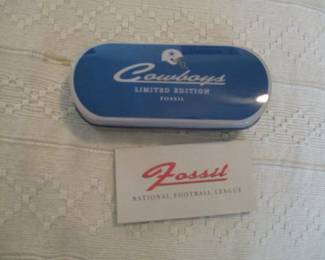 Cowboys
LIMITED EDITION
FOSSIL
Fossil
NATIONAL FOOTBALL LEAGUE